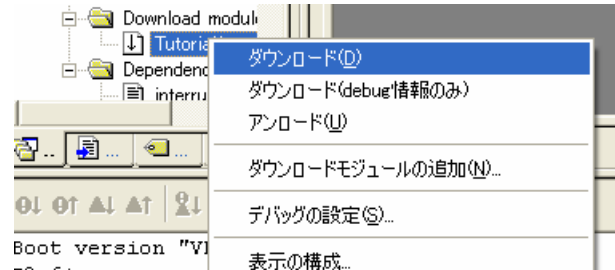 Download modul
Tutoria
ダウンロード(D)
Dependenc
ダウンロード(debug情報のみ)
interru
アンロード(U)
ダウンロードモジュールの追加(N)...
デバッグの設定(S)...
Boot version "V
表示の構成...